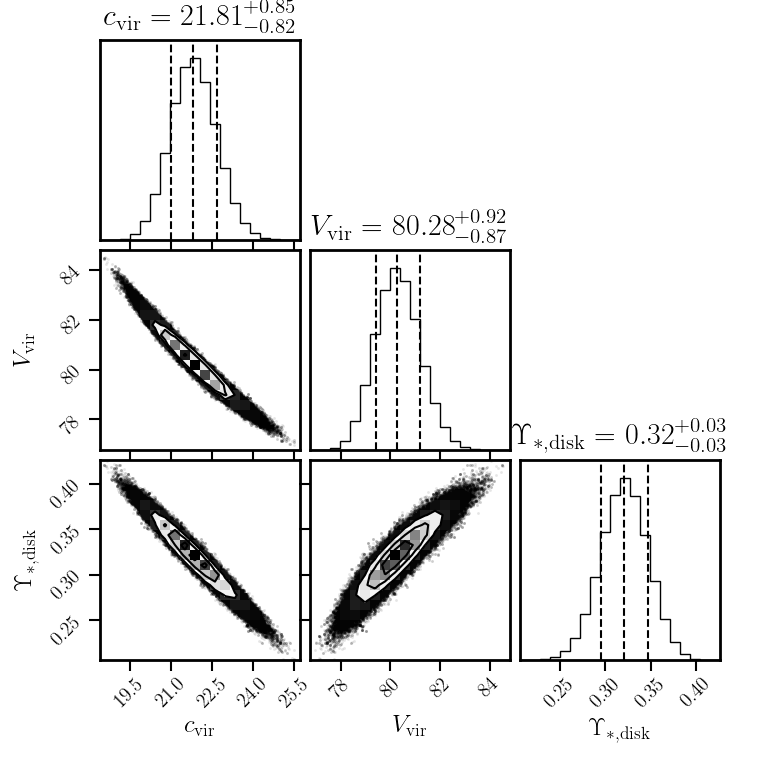 c_vir = 21.81^{+0.85}_{−0.82}
V_vir = 80.28^{+0.92}_{−0.87}
84
82
80
78
V_vir
Υ_{*,disk} = 0.32^{+0.03}_{−0.03}
0.40
0.35
0.30
0.25
Υ_{*,disk}
19.5 21.0 22.5 24.0 25.5
78 80 82 84
0.25 0.30 0.35 0.40
c_vir
V_vir
Υ_{*,disk}